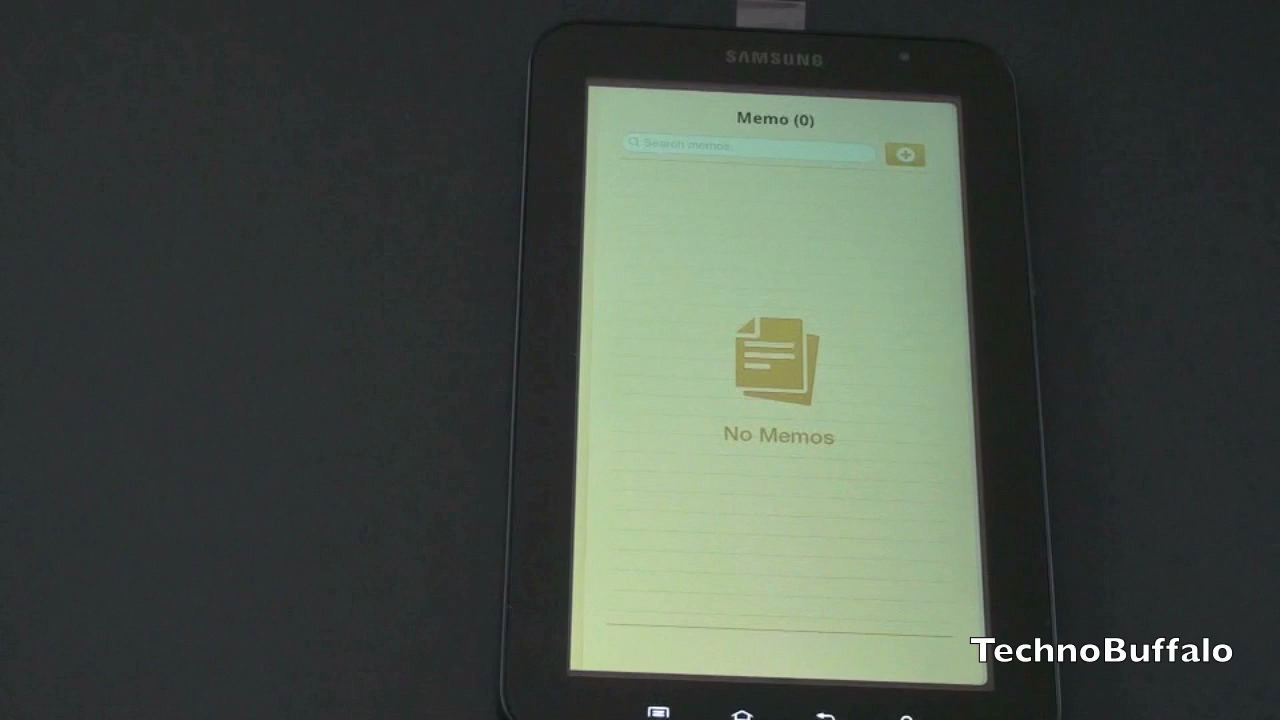 SAMSUNG
Memo (0)
Search memos.
No Memos
TechnoBuffalo